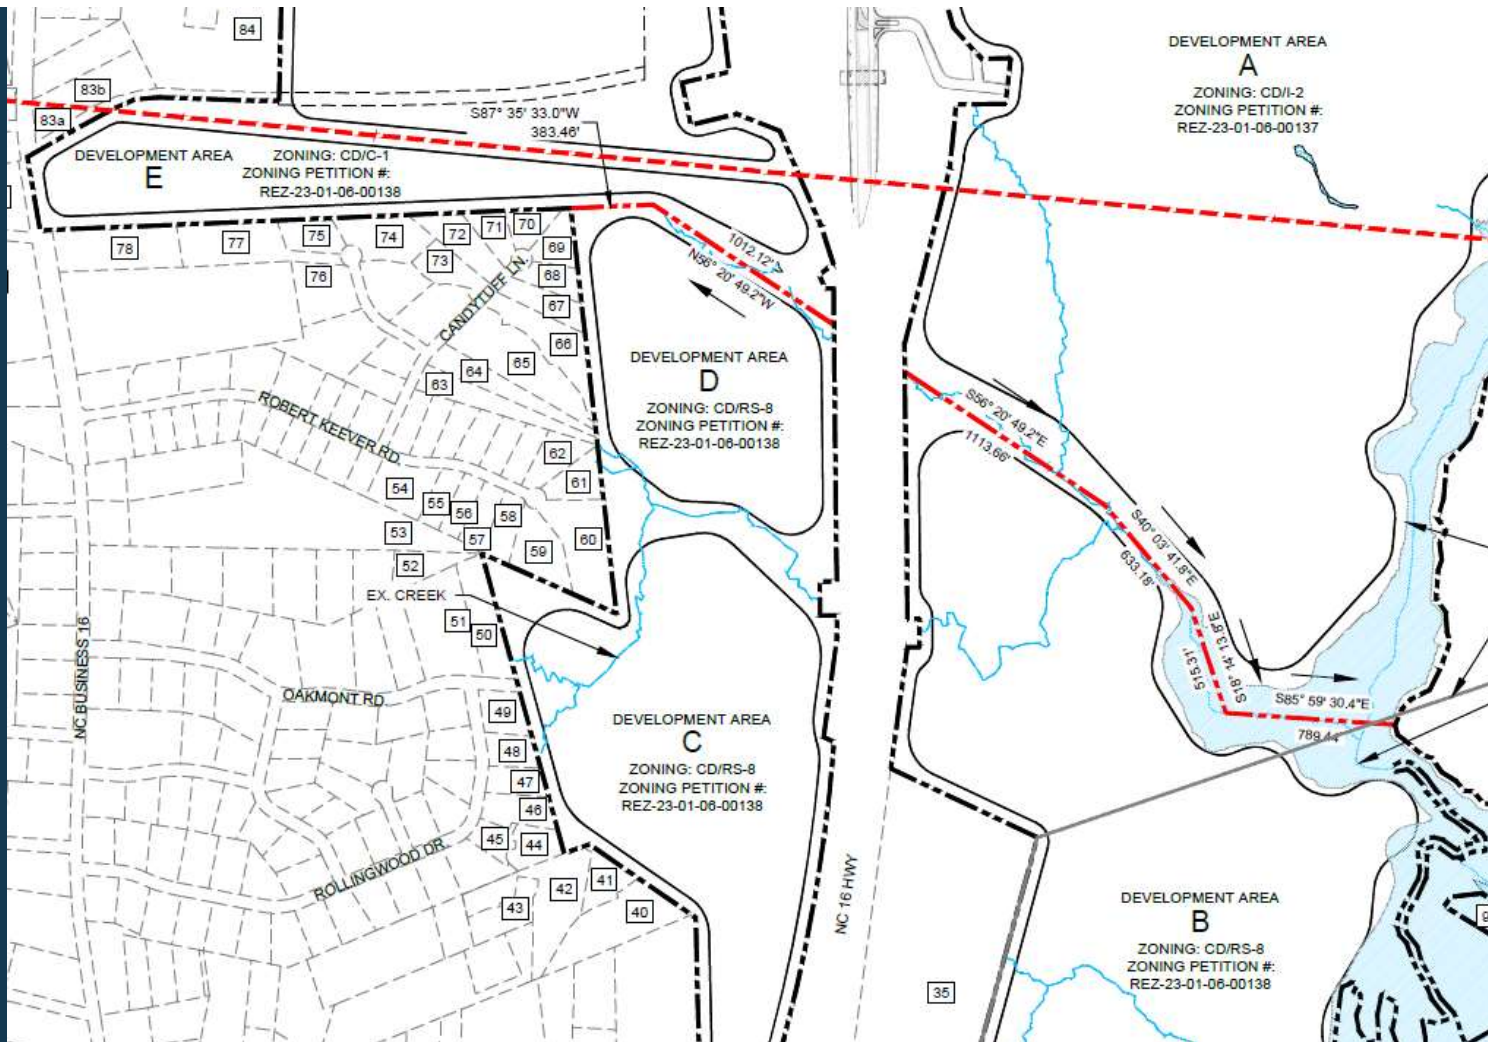 84
83b
83a
S87° 35' 33.0"W
383.46'
DEVELOPMENT AREA
E
ZONING: CD/C-1
ZONING PETITION #:
REZ-23-01-06-00138
DEVELOPMENT AREA
A
ZONING: CD/I-2
ZONING PETITION #:
REZ-23-01-06-00137
78
77
75
76
74
72
73
71
70
69
68
67
66
65
64
63
CANDYTUFF LN.
1012.12'
N56° 20' 49.2"W
DEVELOPMENT AREA
D
ZONING: CD/RS-8
ZONING PETITION #:
REZ-23-01-06-00138
S56° 20' 49.2"E
1113.66'
ROBERT KEEVER RD.
62
61
60
54
55
56
58
53
57
59
52
S40° 03' 41.8"E
633.18'
EX. CREEK
51
50
NC BUSINESS 16
OAKMONT RD.
S18° 14' 13.8"E
515.31'
S85° 59' 30.4"E
789.44'
49
48
47
46
45
44
DEVELOPMENT AREA
C
ZONING: CD/RS-8
ZONING PETITION #:
REZ-23-01-06-00138
ROLLINGWOOD DR.
43
42
41
40
NC 16 HWY
35
DEVELOPMENT AREA
B
ZONING: CD/RS-8
ZONING PETITION #:
REZ-23-01-06-00138